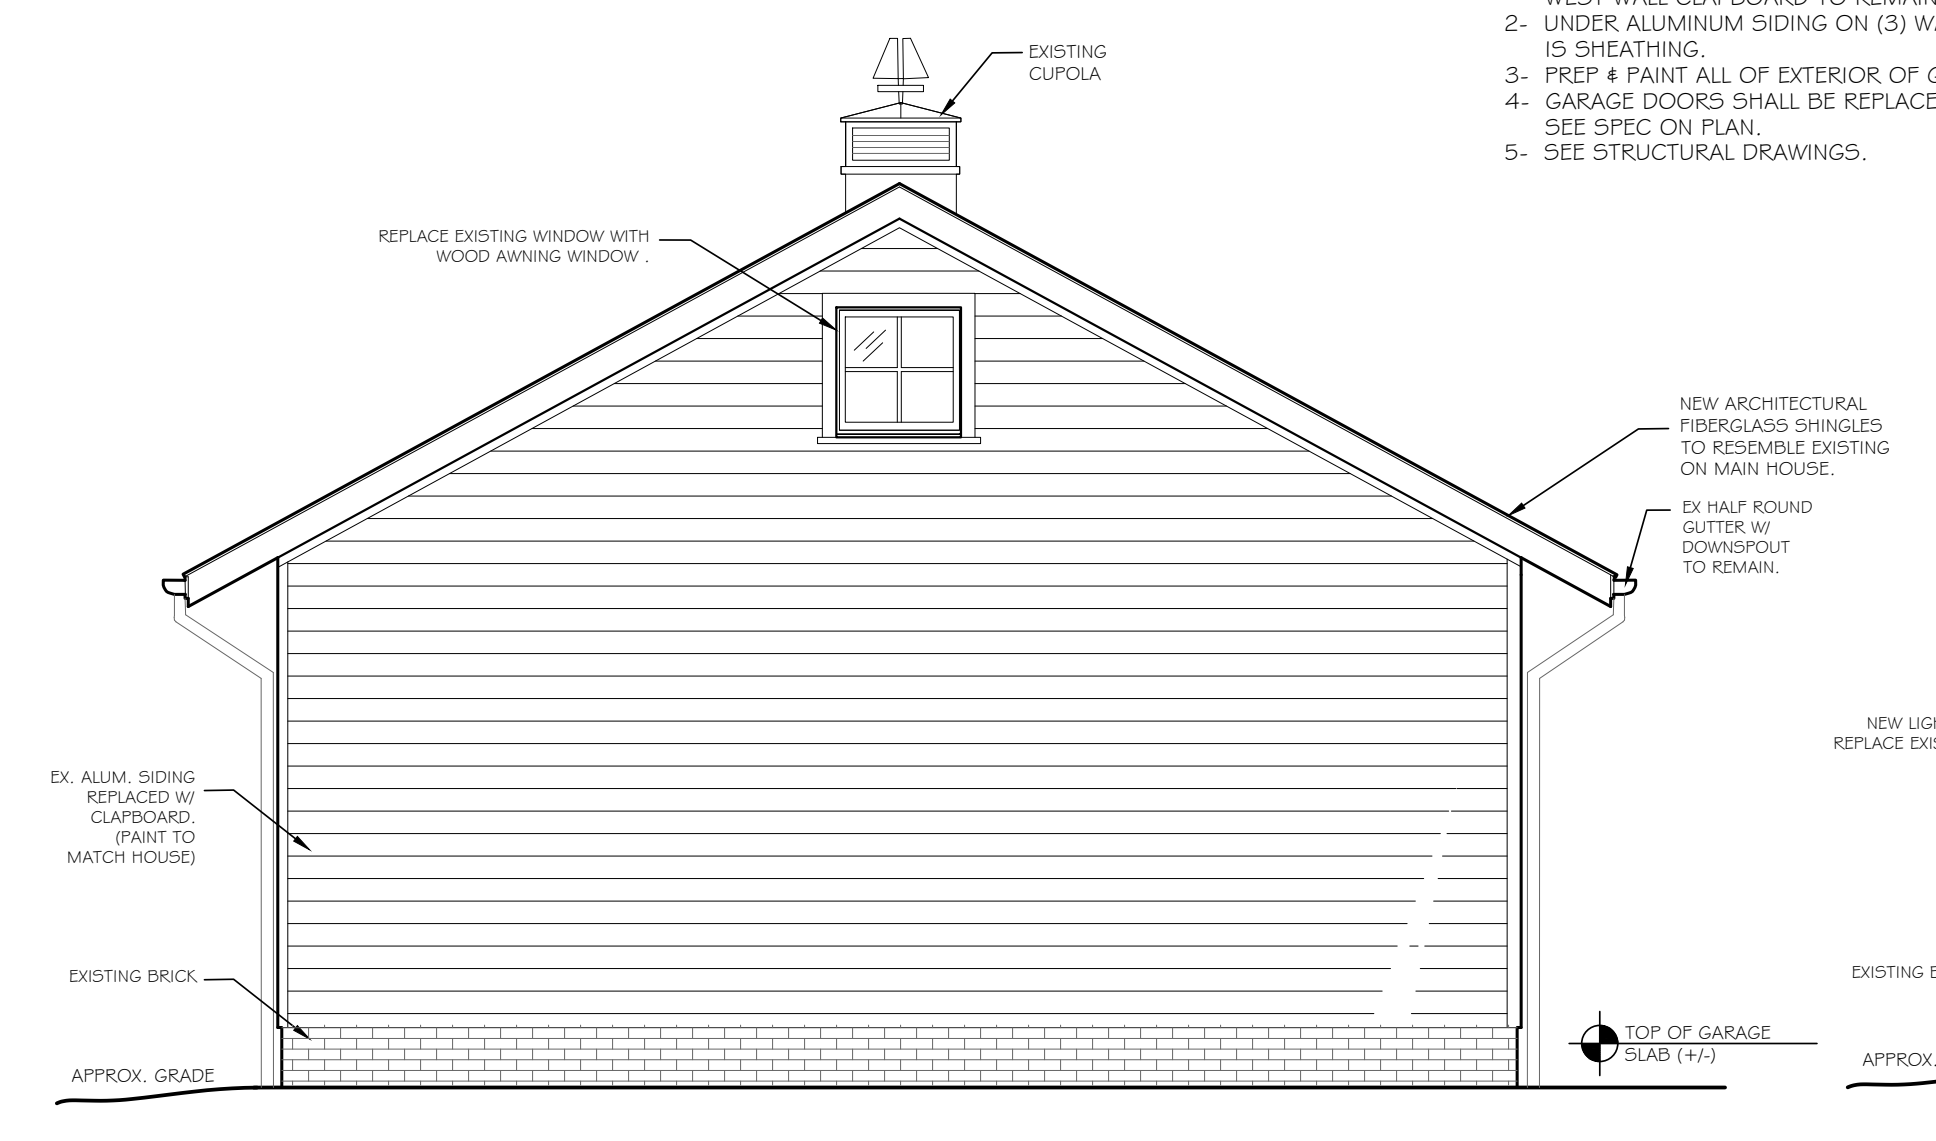 WEST WALL CLAPBOARD TO REMAIN
2- UNDER ALUMINUM SIDING ON (3)
IS SHEATHING.
3- PREP & PAINT ALL OF EXTERIOR OF
4- GARAGE DOORS SHALL BE
SEE SPEC ON PLAN.
5- SEE STRUCTURAL DRAWINGS.
EXISTING
CUPOLA
REPLACE EXISTING WINDOW WITH
WOOD AWNING WINDOW .
NEW ARCHITECTURAL
FIBERGLASS SHINGLES
TO RESEMBLE EXISTING
ON MAIN HOUSE.
EX HALF ROUND
GUTTER W/
DOWNSPOUT
TO REMAIN.
NEW
REPLACE
EX. ALUM. SIDING
REPLACED W/
CLAPBOARD.
(PAINT TO
MATCH HOUSE)
EXISTING BRICK
EXISTING
TOP OF GARAGE
SLAB (+/-)
APPROX. GRADE
APPROX.